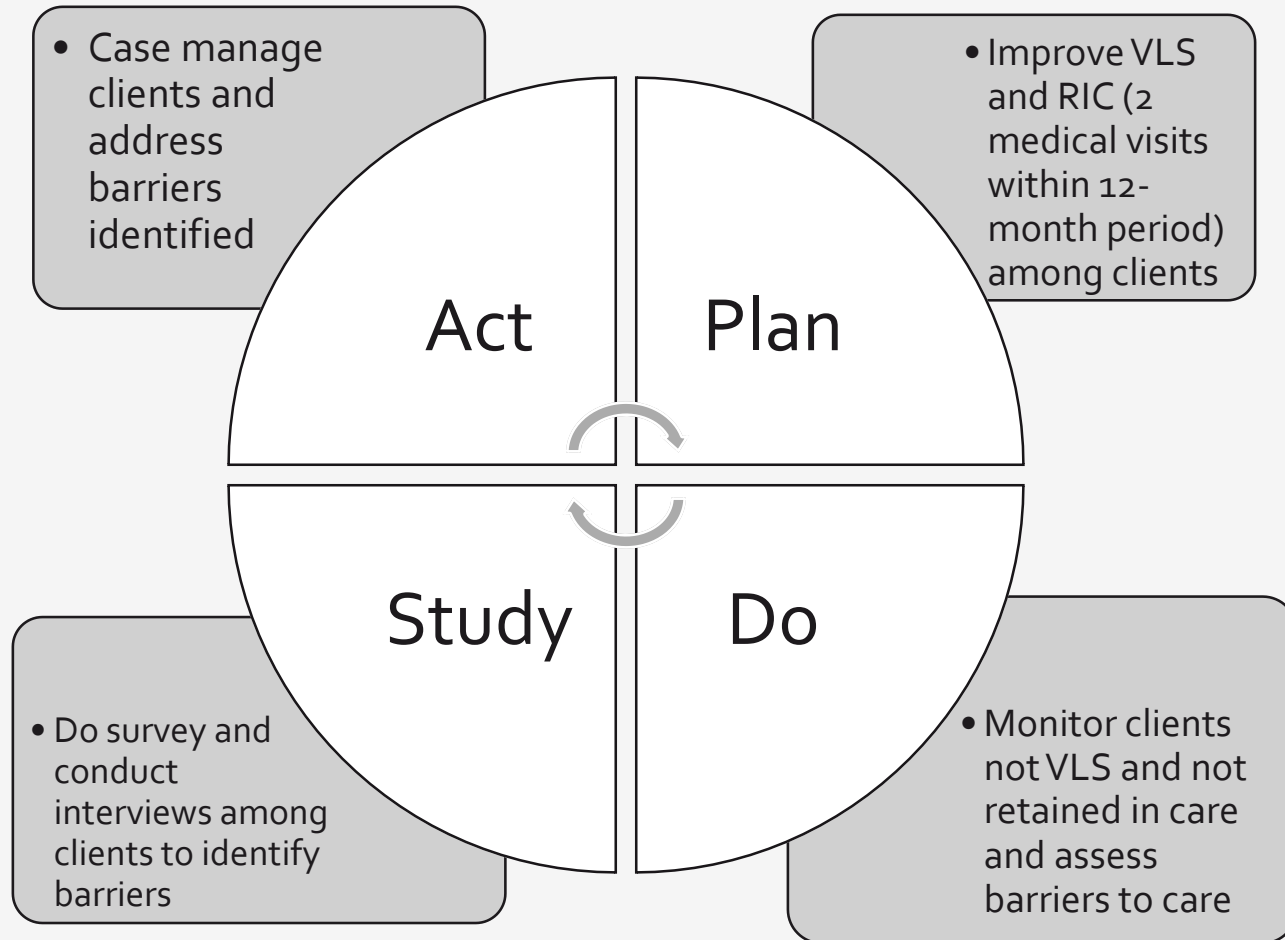 • Case manage
clients and
address
barriers
identified
• Improve VLS
and RIC (2
medical visits
within 12-
month period)
among clients
Act
Plan
Study
Do
• Do survey and
conduct
interviews among
clients to identify
barriers
• Monitor clients
not VLS and not
retained in care
and assess
barriers to care